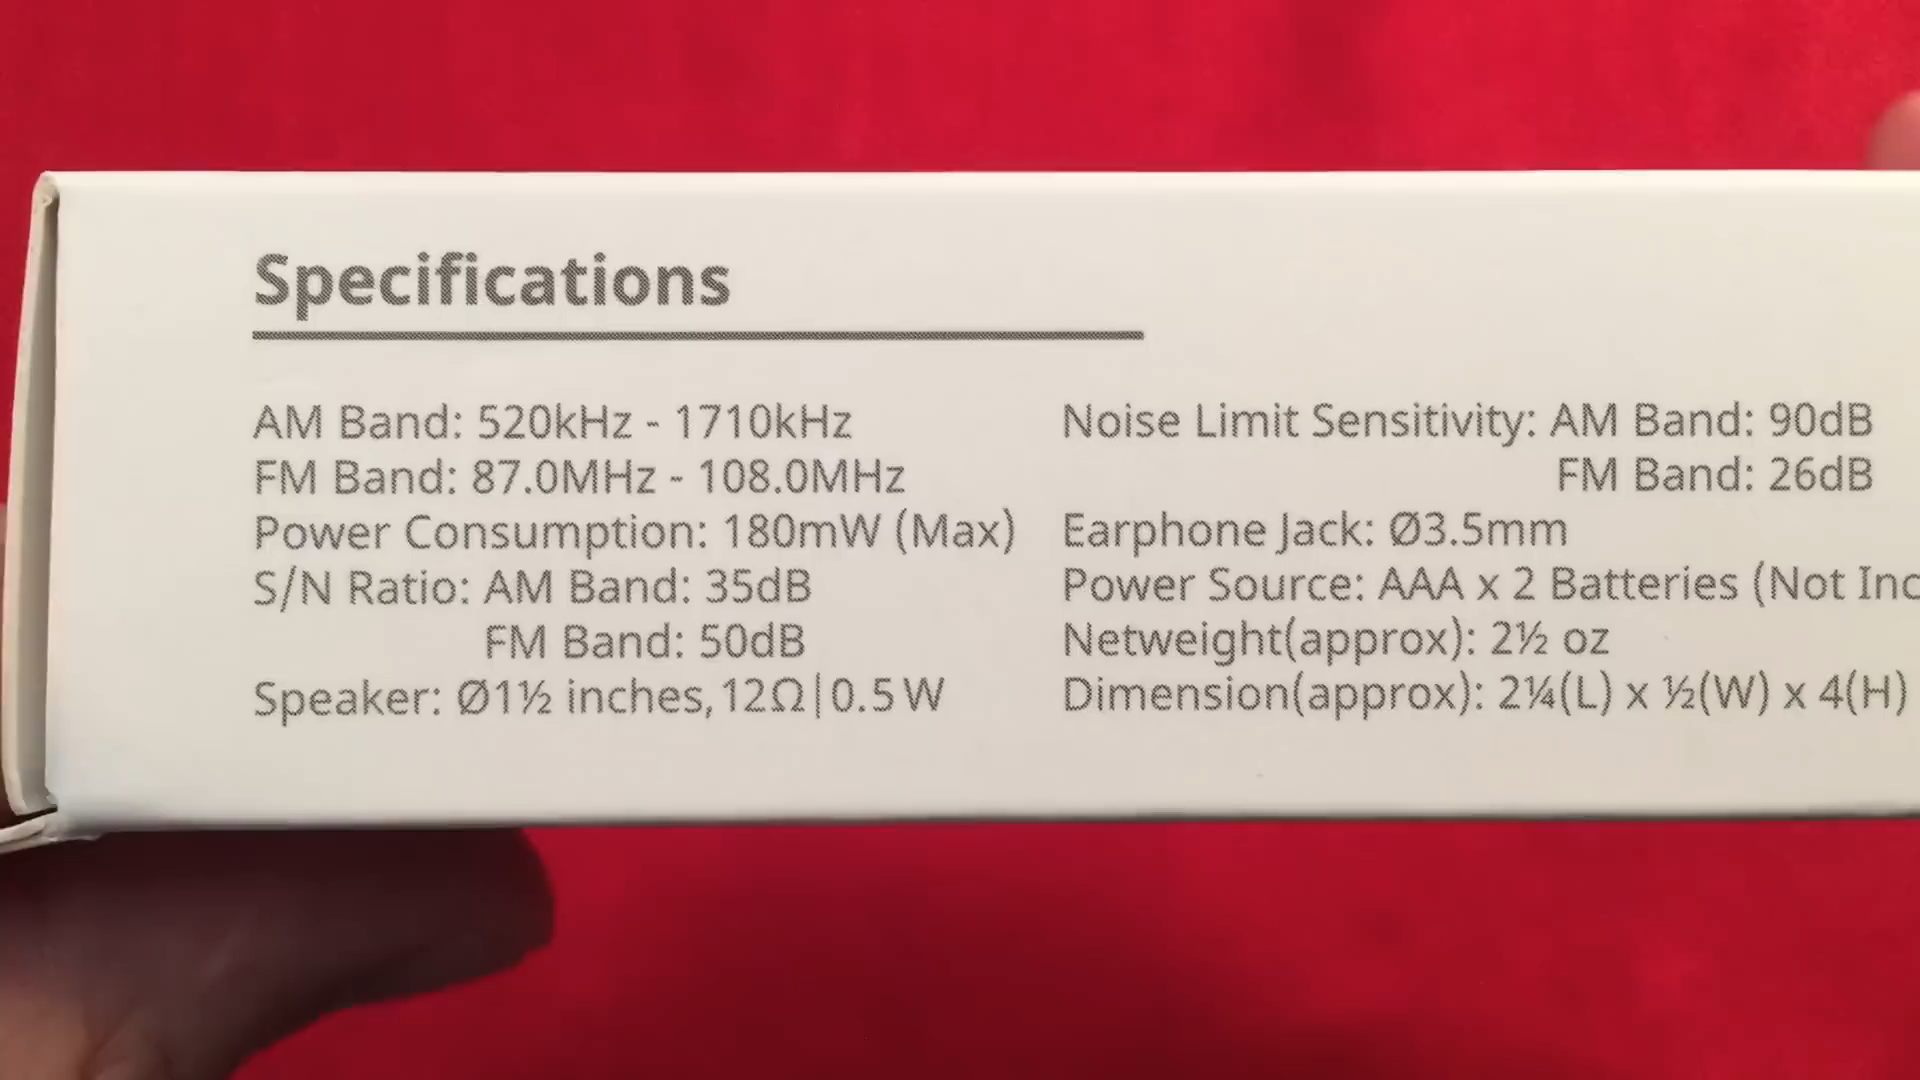 Specifications
AM Band: 520kHz - 1710kHz
FM Band: 87.0MHz - 108.0MHz
Power Consumption: 180mW (Max)
S/N Ratio: AM Band: 35dB
FM Band: 50dB
Speaker: Ø1½ inches, 12Ω|0.5 W
Noise Limit Sensitivity: AM Band: 90dB
FM Band: 26dB
Earphone Jack: Ø3.5mm
Power Source: AAA x 2 Batteries (Not Inc
Netweight(approx): 2½ oz
Dimension(approx): 2¼(L) x ½(W) x 4(H)